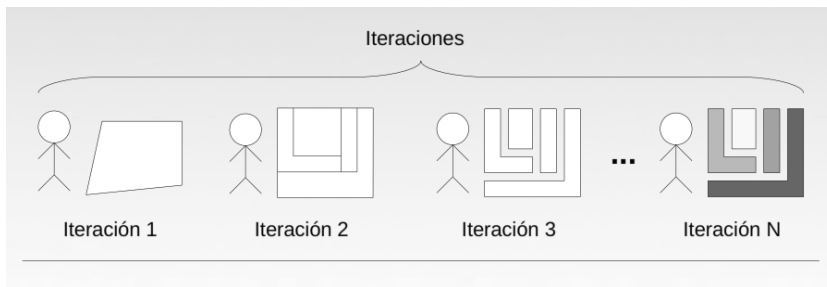 Iteraciones
...
Iteración 1
Iteración 2
Iteración 3
Iteración N